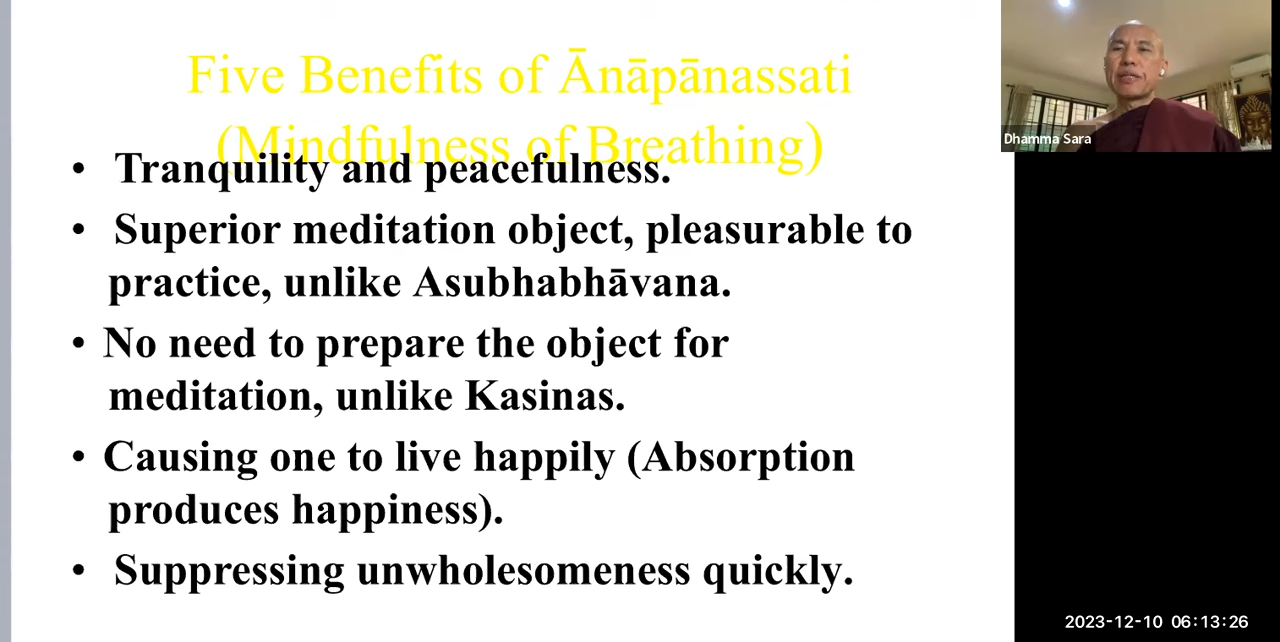 Five Benefits of Ānāpānassati
(Mindfulness of Breathing)
• Tranquility and peacefulness.
• Superior meditation object, pleasurable to
practice, unlike Asubhabhāvana.
• No need to prepare the object for
meditation, unlike Kasinas.
• Causing one to live happily (Absorption
produces happiness).
• Suppressing unwholesomeness quickly.
Dhamma Sara
2023-12-10 06:13:26